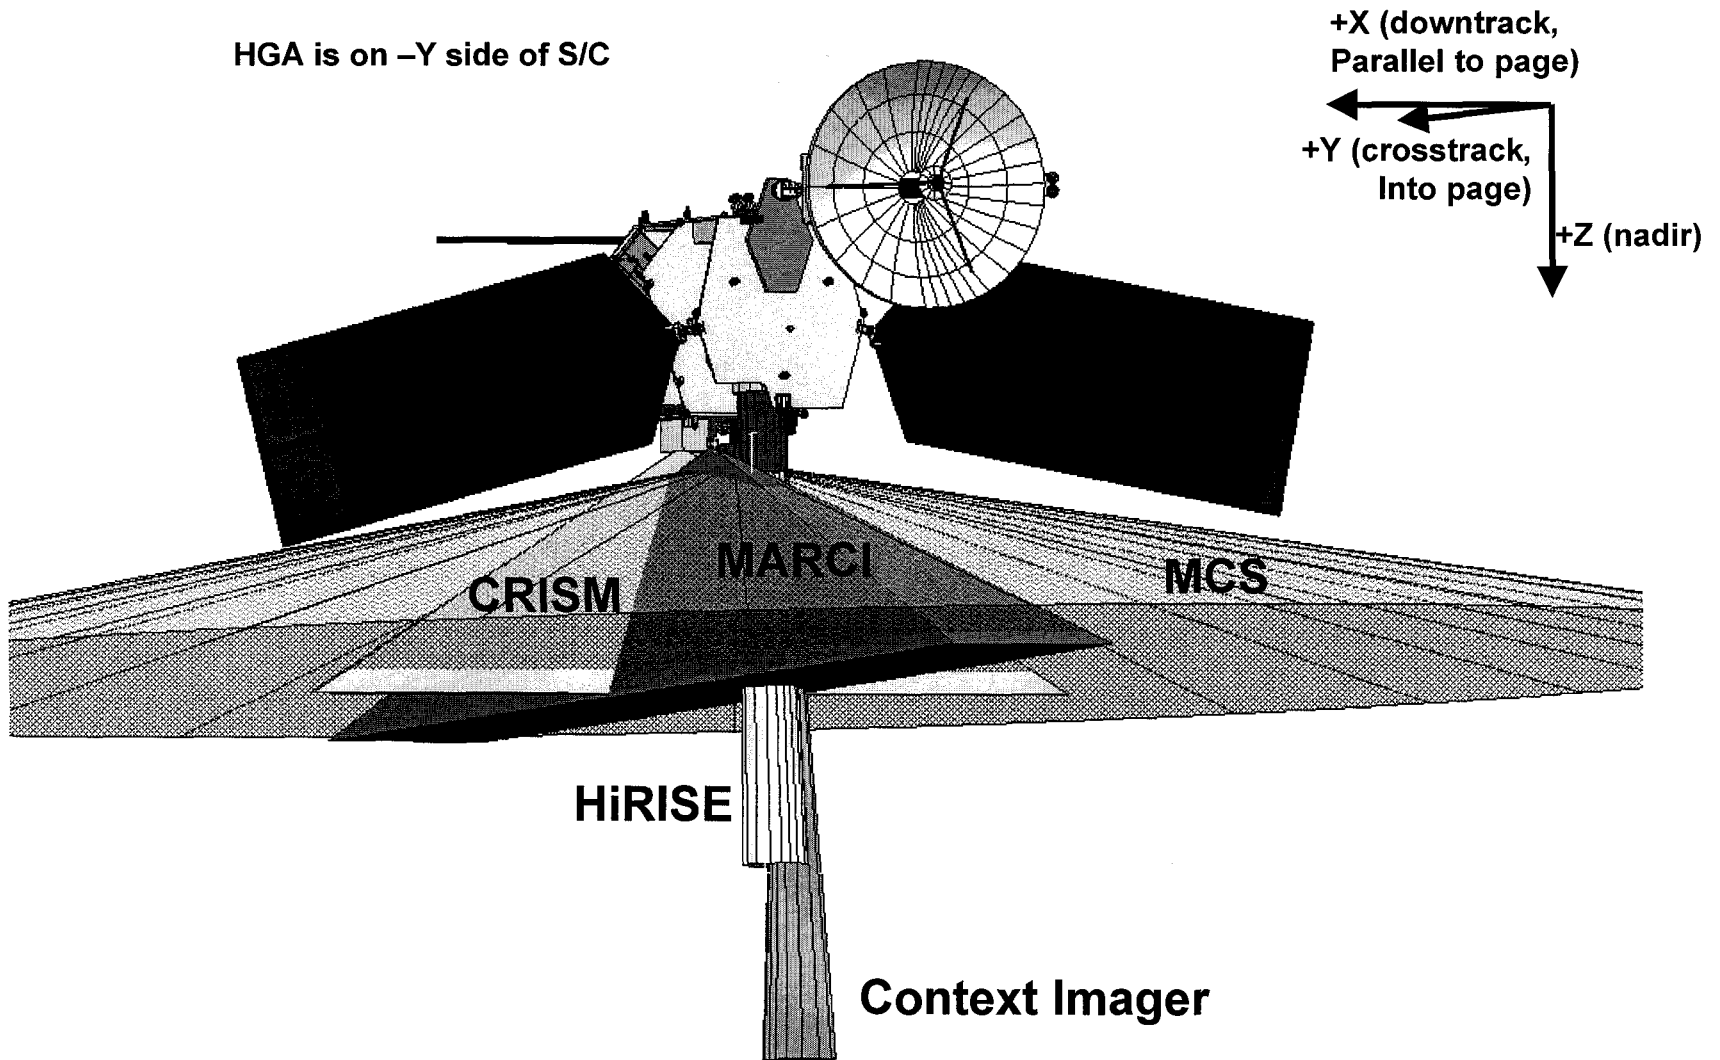 HGA is on –Y side of S/C
+X (downtrack,
Parallel to page)
+Y (crosstrack,
Into page)
+Z (nadir)
MARCI
CRISM
MCS
HiRISE
Context Imager